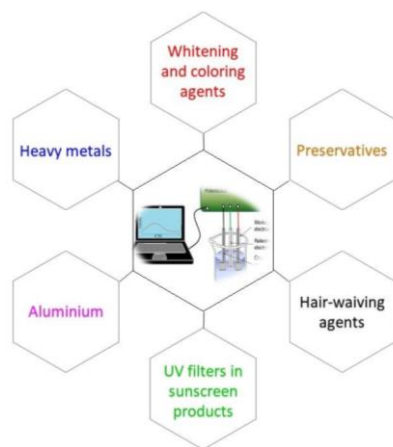 Whitening
and coloring
agents
Heavy metals
Preservatives
Aluminium
Hair-waiving
agents
UV filters in
sunscreen
products